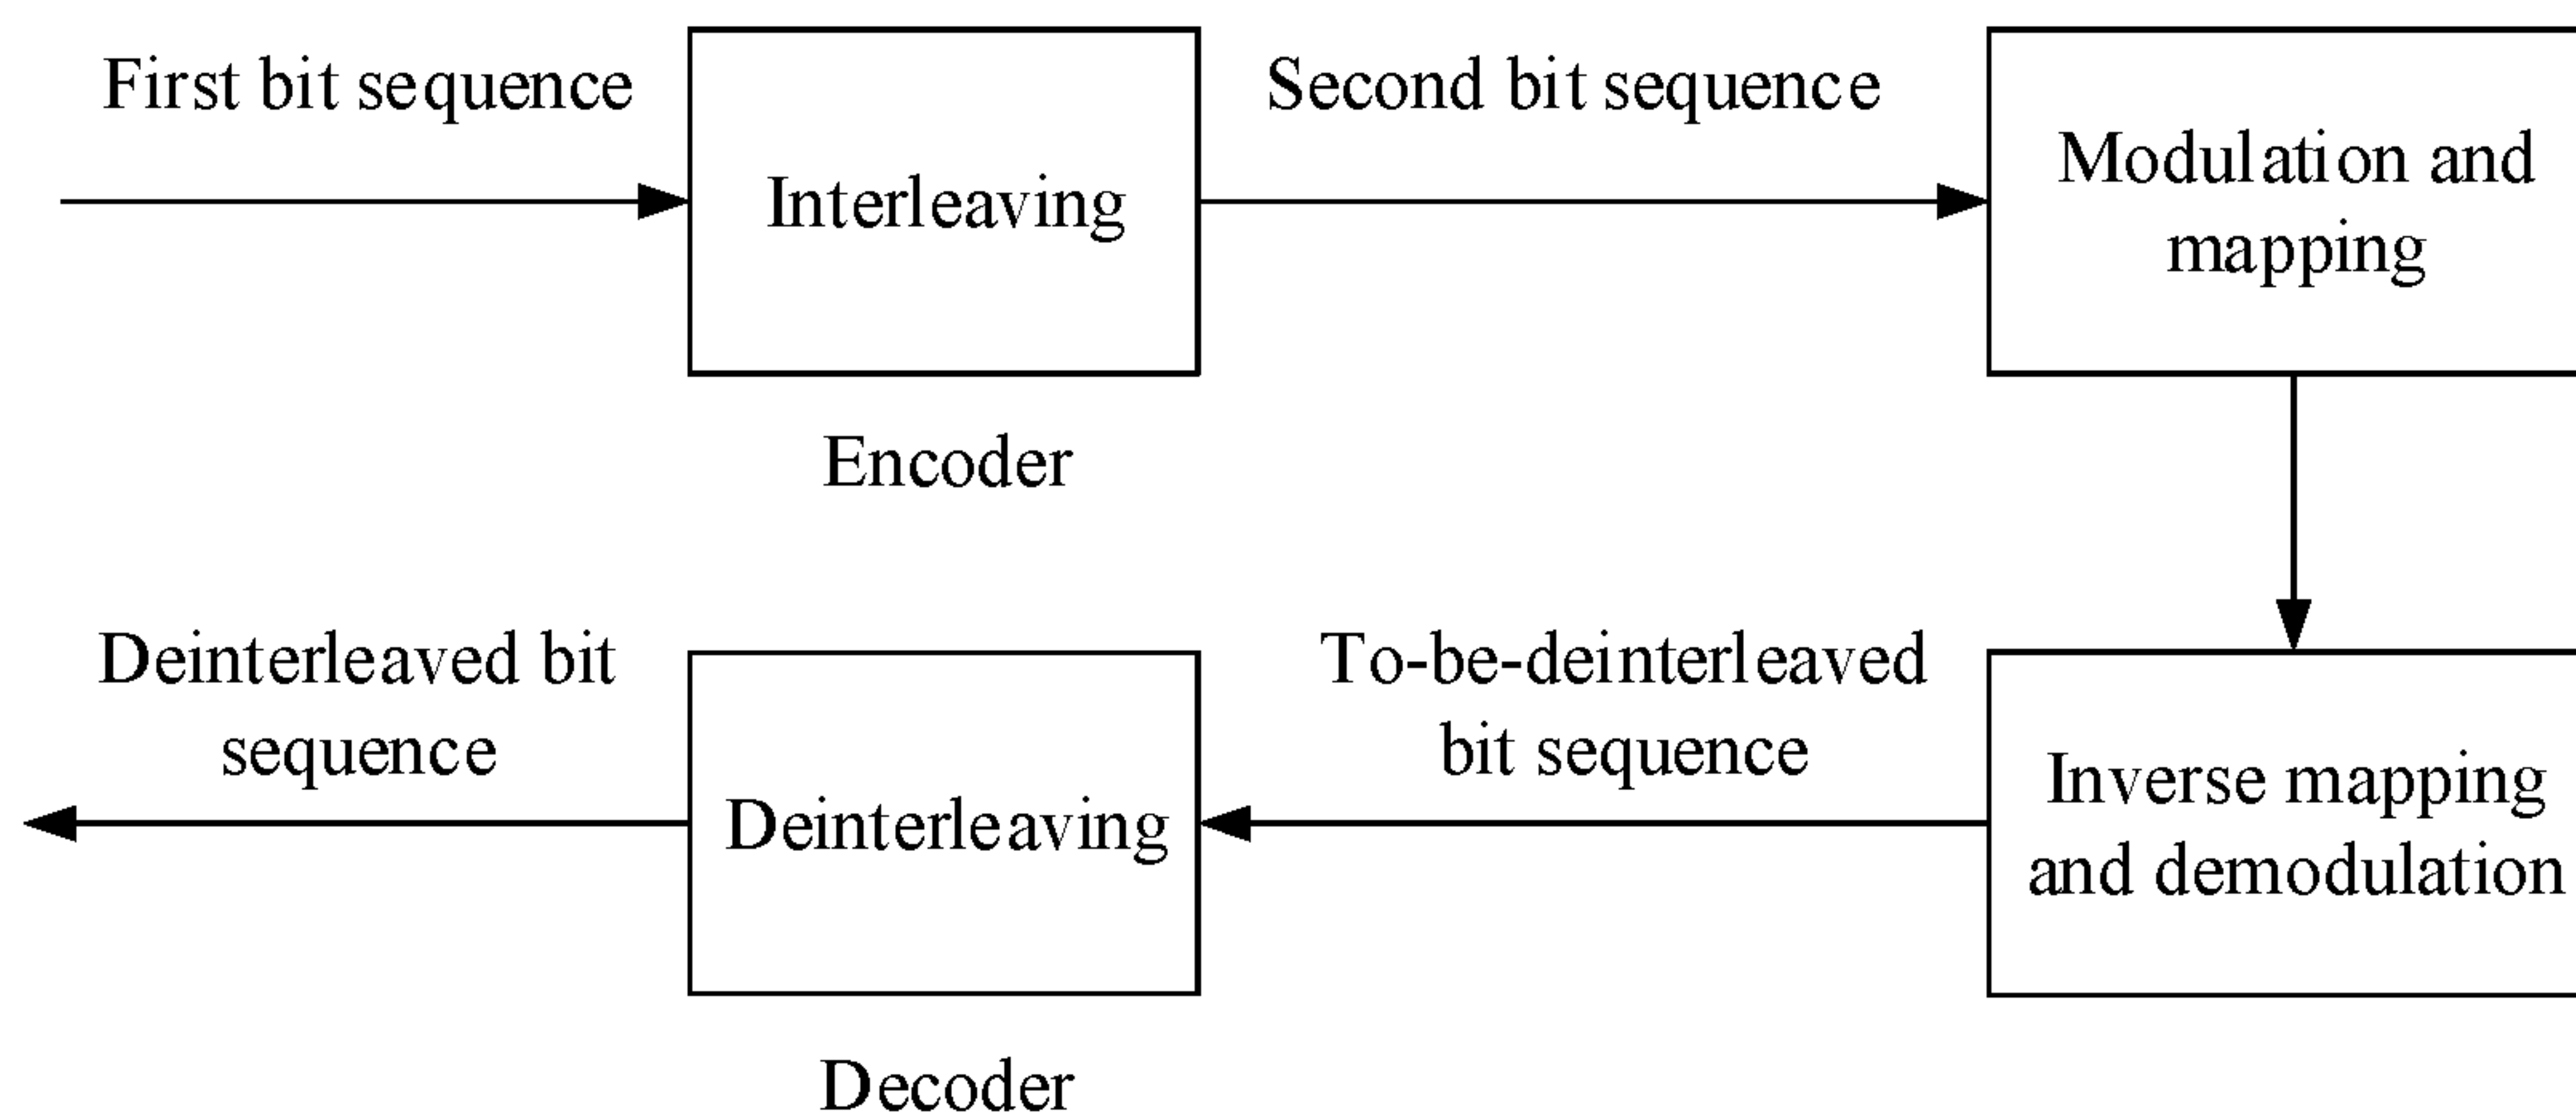 First bit sequence
Interleaving
Second bit sequence
Modulation and
mapping
Encoder
Deinterleaved bit
sequence
Deinterleaving
To-be-deinterleaved
bit sequence
Inverse mapping
and demodulation
Decoder